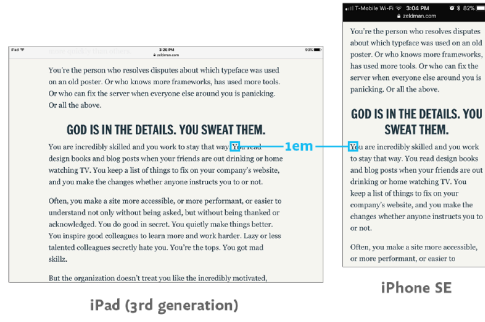 iPad
3:20 PM
zeldman.com
93%
You're the person who resolves disputes about which typeface was used
on an old poster. Or who knows more frameworks, has used more tools.
Or who can fix the server when everyone else around you is panicking.
Or all the above.
GOD IS IN THE DETAILS. YOU SWEAT THEM.
You are incredibly skilled and you work to stay that way. You read
design books and blog posts when your friends are out drinking or home
watching TV. You keep a list of things to fix on your company's website,
and you make the changes whether anyone instructs you to or not.
Often, you make a site more accessible, or more performant, or easier to
understand not only without being asked, but without being thanked or
acknowledged. You do good in secret. You quietly make things better.
You inspire good colleagues to learn more and work harder. Lazy or less
talented colleagues secretly hate you. You're the tops. You got mad
skillz.
But the organization doesn't treat you like the incredibly motivated,
iPad (3rd generation)
1em
T-Mobile Wi-Fi 3:04 PM 82%
zeldman.com
You're the person who resolves disputes
about which typeface was used on an old
poster. Or who knows more frameworks,
has used more tools. Or who can fix the
server when everyone else around you is
panicking. Or all the above.
GOD IS IN THE DETAILS. YOU
SWEAT THEM.
You are incredibly skilled and you work
to stay that way. You read design books
and blog posts when your friends are out
drinking or home watching TV. You
keep a list of things to fix on your
company's website, and you make the
changes whether anyone instructs you to
or not.
Often, you make a site more accessible,
or more performant, or easier to
iPhone SE